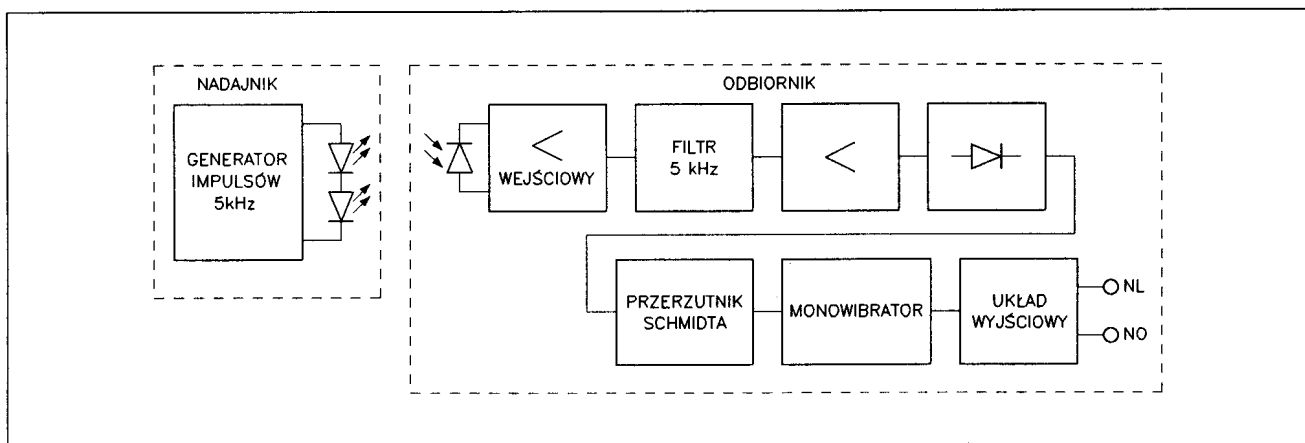 NADAJNIK
GENERATOR
IMPULSÓW
5kHz
ODBIORNIK
<
WEJŚCIOWY
FILTR
5 kHz
<
PRZERZUTNIK
SCHMIDTA
MONOWIBRATOR
UKŁAD
WYJŚCIOWY
NL
NO